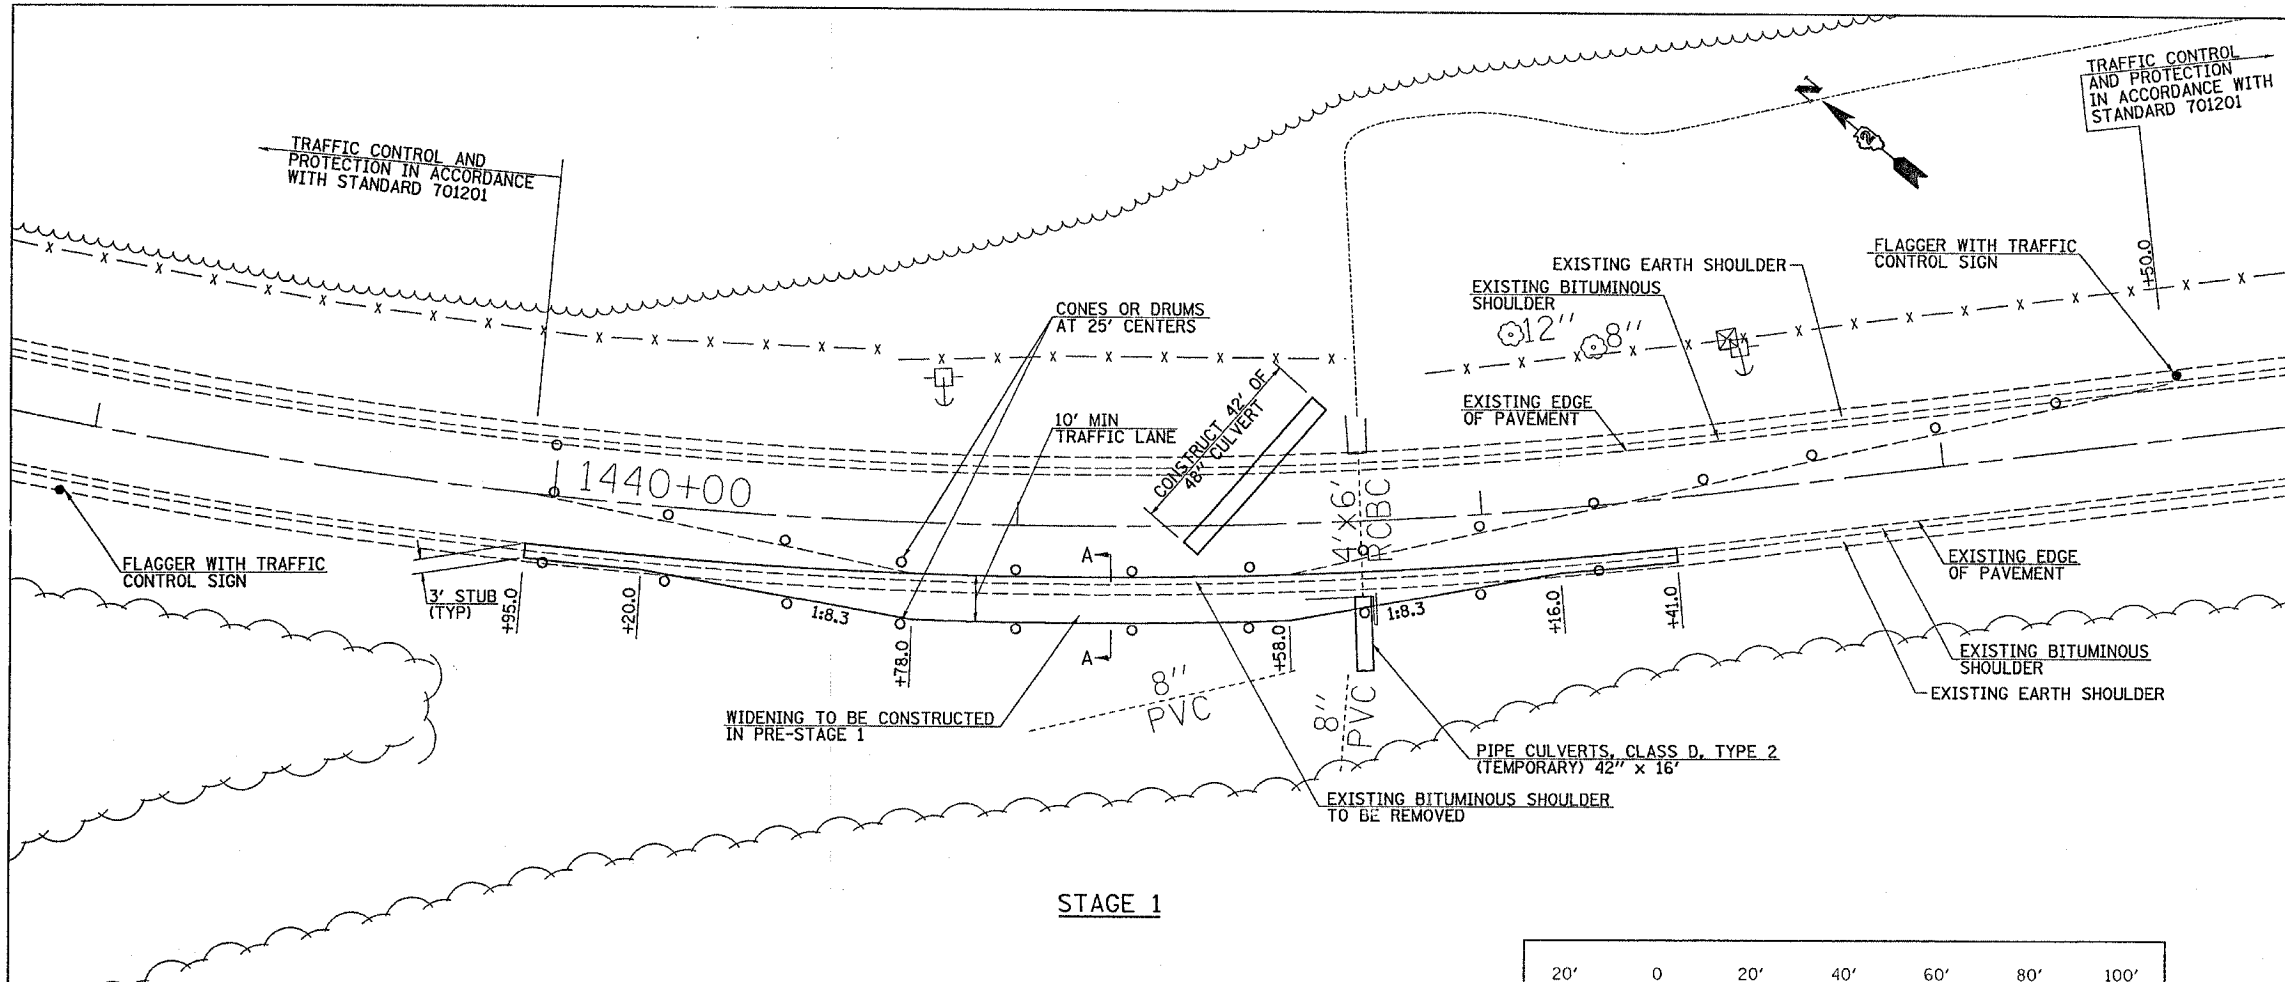 TRAFFIC CONTROL
AND PROTECTION
IN ACCORDANCE WITH
STANDARD 701201
N
2
TRAFFIC CONTROL AND
PROTECTION IN ACCORDANCE
WITH STANDARD 701201
FLAGGER WITH TRAFFIC
CONTROL SIGN
+50.0
EXISTING EARTH SHOULDER
EXISTING BITUMINOUS
SHOULDER
12"
8"
CONES OR DRUMS
AT 25' CENTERS
EXISTING EDGE
OF PAVEMENT
10' MIN
TRAFFIC LANE
CONSTRUCT 42' OF
48" CULVERT
1440+00
4'X6'
RCBC
FLAGGER WITH TRAFFIC
CONTROL SIGN
3' STUB
(TYP)
+95.0
+20.0
1:8.3
+78.0
A
A
+58.0
1:8.3
+16.0
+41.0
EXISTING EDGE
OF PAVEMENT
EXISTING BITUMINOUS
SHOULDER
EXISTING EARTH SHOULDER
8"
PVC
8"
PVC
WIDENING TO BE CONSTRUCTED
IN PRE-STAGE 1
PIPE CULVERTS, CLASS D, TYPE 2
(TEMPORARY) 42" x 16'
EXISTING BITUMINOUS SHOULDER
TO BE REMOVED
STAGE 1
20' 0 20' 40' 60' 80' 100'